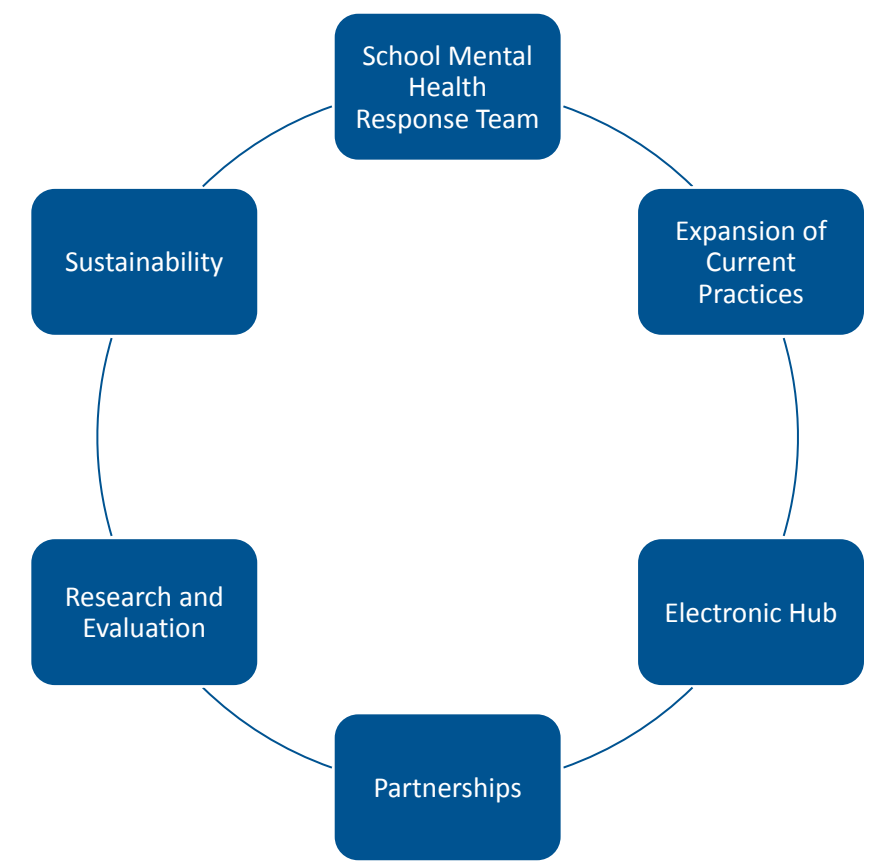 School Mental
Health
Response Team
Expansion of
Current
Practices
Electronic Hub
Partnerships
Research and
Evaluation
Sustainability